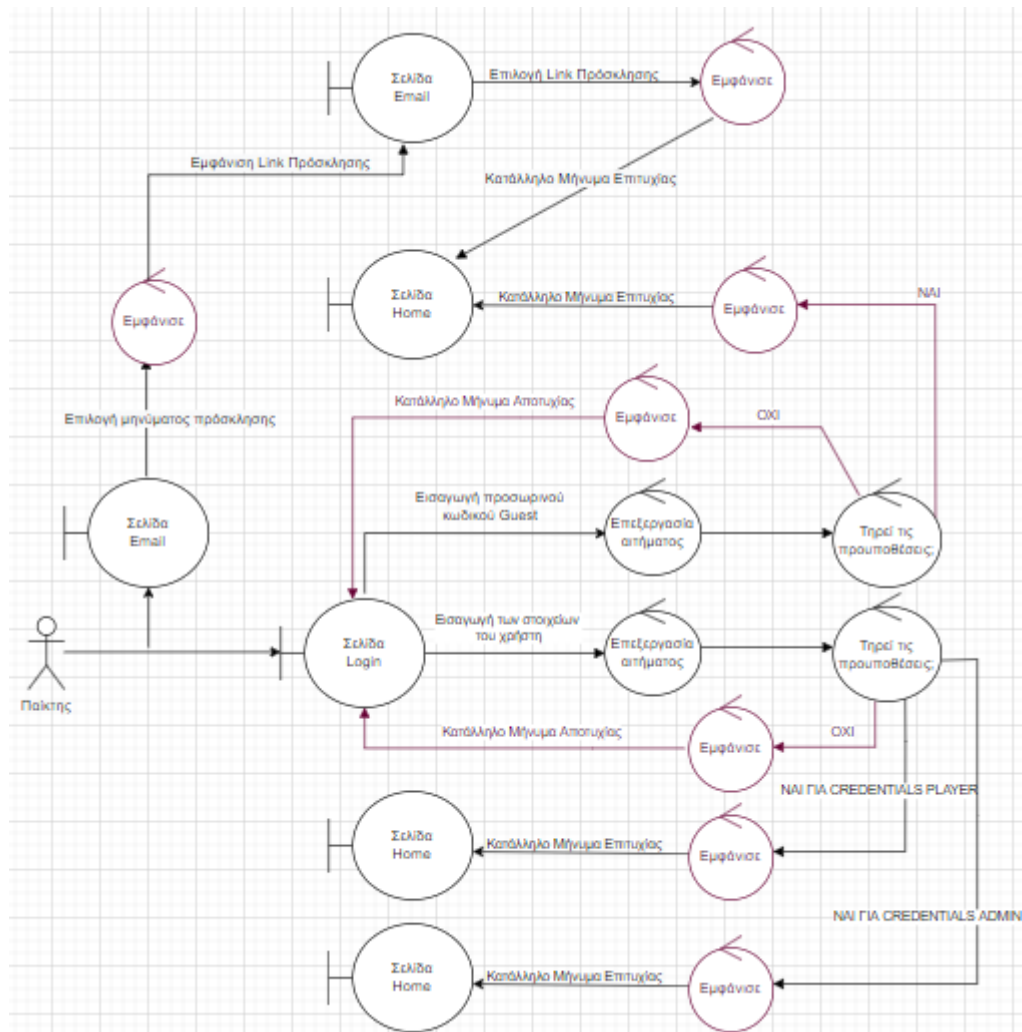 Σελίδα
Email
Επιλογή Link Πρόσκλησης
Εμφάνισε
Εμφάνιση Link Πρόσκλησης
Κατάλληλο Μήνυμα Επιτυχίας
Σελίδα
Home
Κατάλληλο Μήνυμα Επιτυχίας
Εμφάνισε
ΝΑΙ
Εμφάνισε
Κατάλληλο Μήνυμα Αποτυχίας
Εμφάνισε
ΟΧΙ
Επιλογή μηνύματος πρόσκλησης
Εισαγωγή προσωρινού
κωδικού Guest
Επεξεργασία
αιτήματος
Τηρεί τις
προυποθέσεις;
Σελίδα
Email
Εισαγωγή των στοιχείων
του χρήστη
Επεξεργασία
αιτήματος
Τηρεί τις
προυποθέσεις;
Σελίδα
Login
Παίκτης
Κατάλληλο Μήνυμα Αποτυχίας
Εμφάνισε
ΟΧΙ
ΝΑΙ ΓΙΑ CREDENTIALS PLAYER
Σελίδα
Home
Κατάλληλο Μήνυμα Επιτυχίας
Εμφάνισε
ΝΑΙ ΓΙΑ CREDENTIALS ADMIN
Σελίδα
Home
Κατάλληλο Μήνυμα Επιτυχίας
Εμφάνισε